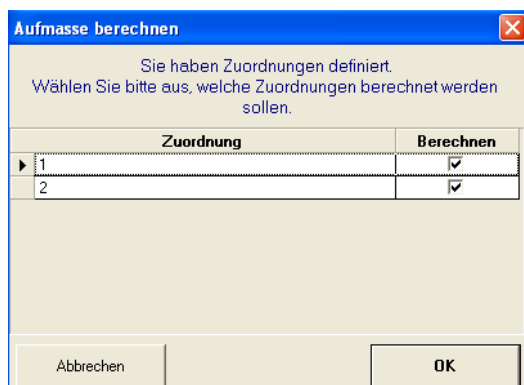 Aufmasse berechnen
Sie haben Zuordnungen definiert.
Wählen Sie bitte aus, welche Zuordnungen berechnet werden
sollen.
Zuordnung Berechnen
1
2
Abbrechen OK